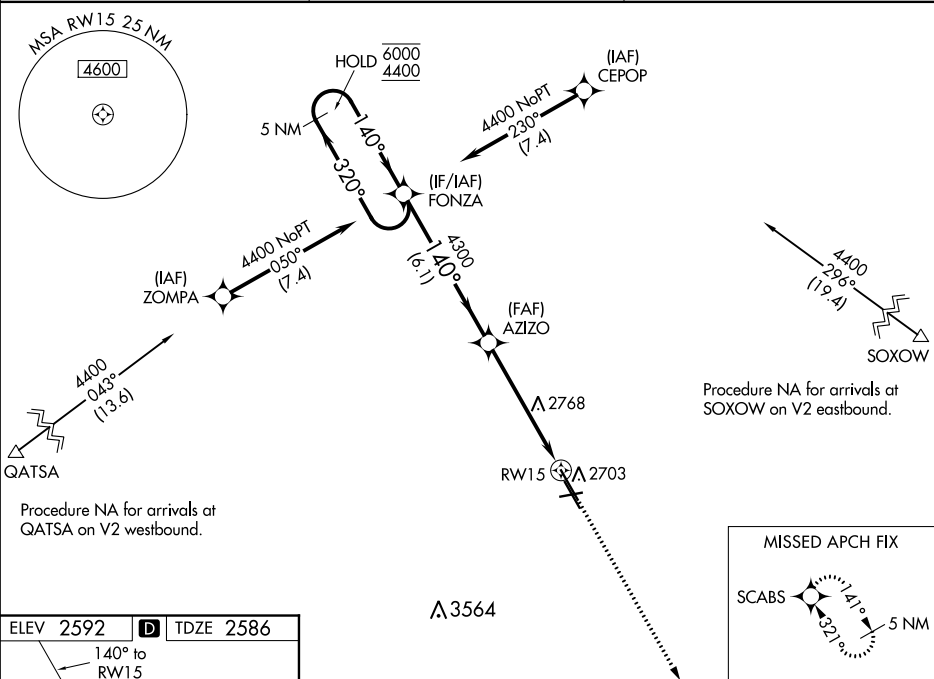 MSA RW15 25 NM
4600
HOLD
6000
4400
5 NM
140°
320°
(IAF)
CEPOP
4400 NoPT
230°
(7.4)
(IF/IAF)
FONZA
4400 NoPT
050°
(7.4)
(IAF)
ZOMPA
4300
140°
(6.1)
(FAF)
AZIZO
4400
296°
(19.4)
SOXOW
Procedure NA for arrivals at
SOXOW on V2 eastbound.
4400
043°
(13.6)
QATSA
Procedure NA for arrivals at
QATSA on V2 westbound.
2768
RW15
2703
3564
MISSED APCH FIX
SCABS
141°
321°
5 NM
ELEV 2592 D TDZE 2586
140° to
RW15